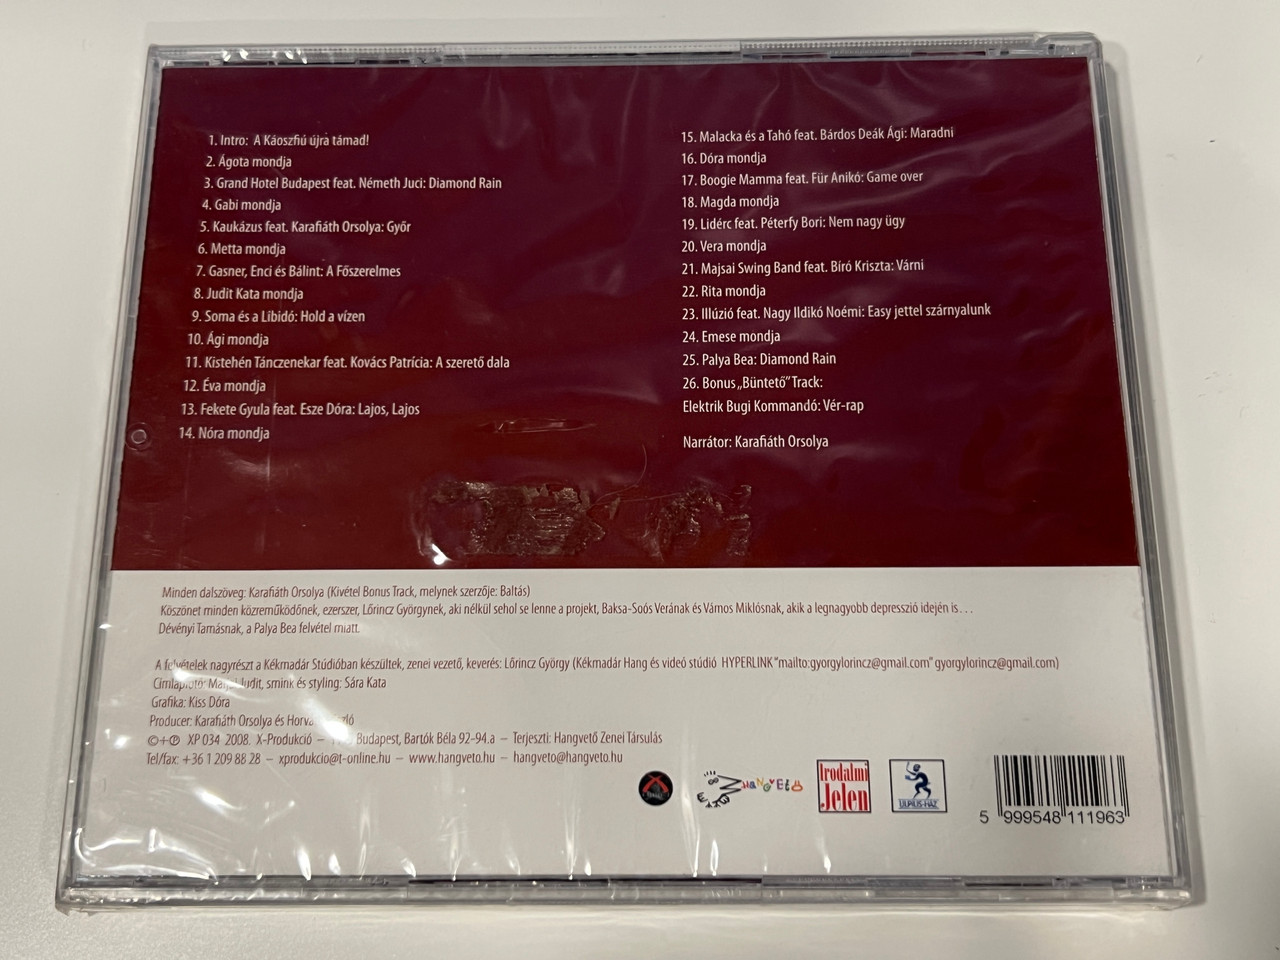 1. Intro: A Káoszfiú újra támad!
2. Ágota mondja
3. Grand Hotel Budapest feat. Németh Juci: Diamond Rain
4. Gabi mondja
5. Kaukázus feat. Karafiáth Orsolya: Győr
6. Metta mondja
7. Gasner, Enci és Bálint: A Főszerelmes
8. Judit Kata mondja
9. Soma és a Libidó: Hold a vízen
10. Ági mondja
11. Kistehén Tánczenekar feat. Kovács Patrícia: A szerető dala
12. Éva mondja
13. Fekete Gyula feat. Esze Dóra: Lajos, Lajos
14. Nóra mondja
15. Malacka és a Tahó feat. Bárdos Deák Ági: Maradni
16. Dóra mondja
17. Boogie Mamma feat. Für Anikó: Game over
18. Magda mondja
19. Lidérc feat. Péterfy Bori: Nem nagy ügy
20. Vera mondja
21. Majsai Swing Band feat. Bíró Kriszta: Várni
22. Rita mondja
23. Illúzió feat. Nagy Ildikó Noémi: Easy jettel szárnyalunk
24. Emese mondja
25. Palya Bea: Diamond Rain
26. Bonus „Büntető” Track:
Elektrik Bugi Kommandó: Vér-rap
Narrátor: Karafiáth Orsolya
Minden dalszöveg: Karafiáth Orsolya (Kivétel Bonus Track, melynek szerzője: Baltás)
Köszönet minden közreműködőnek, ezerszer, Lőrincz Györgynek, aki nélkül sehol se lenne a projekt, Baksa-Soós Verának és Vámos Miklósnak, akik a legnagyobb depresszió idején is…
Dévényi Tamásnak, a Palya Bea felvétel miatt.
A felvételek nagyrészt a Kékmadár Stúdióban készültek, zenei vezető, keverés: Lőrincz György (Kékmadár Hang és videó stúdió HYPERLINK "mailto:gyorgylorincz@gmail.com" gyorgylorincz@gmail.com)
Címlapfotó: Judit, smink és styling: Sára Kata
Grafika: Kiss Dóra
Producer: Karafiáth Orsolya és
©+℗ XP 034 2008. X-Produkció – Budapest, Bartók Béla 92-94.a – Terjeszti: Hangvető Zenei Társulás
Tel/fax: +36 1 209 88 28 – xprodukcio@t-online.hu – www.hangveto.hu – hangveto@hangveto.hu
HANGVETŐ
Irodalmi
Jelen
ULPIUS-HÁZ
5 999548 111963